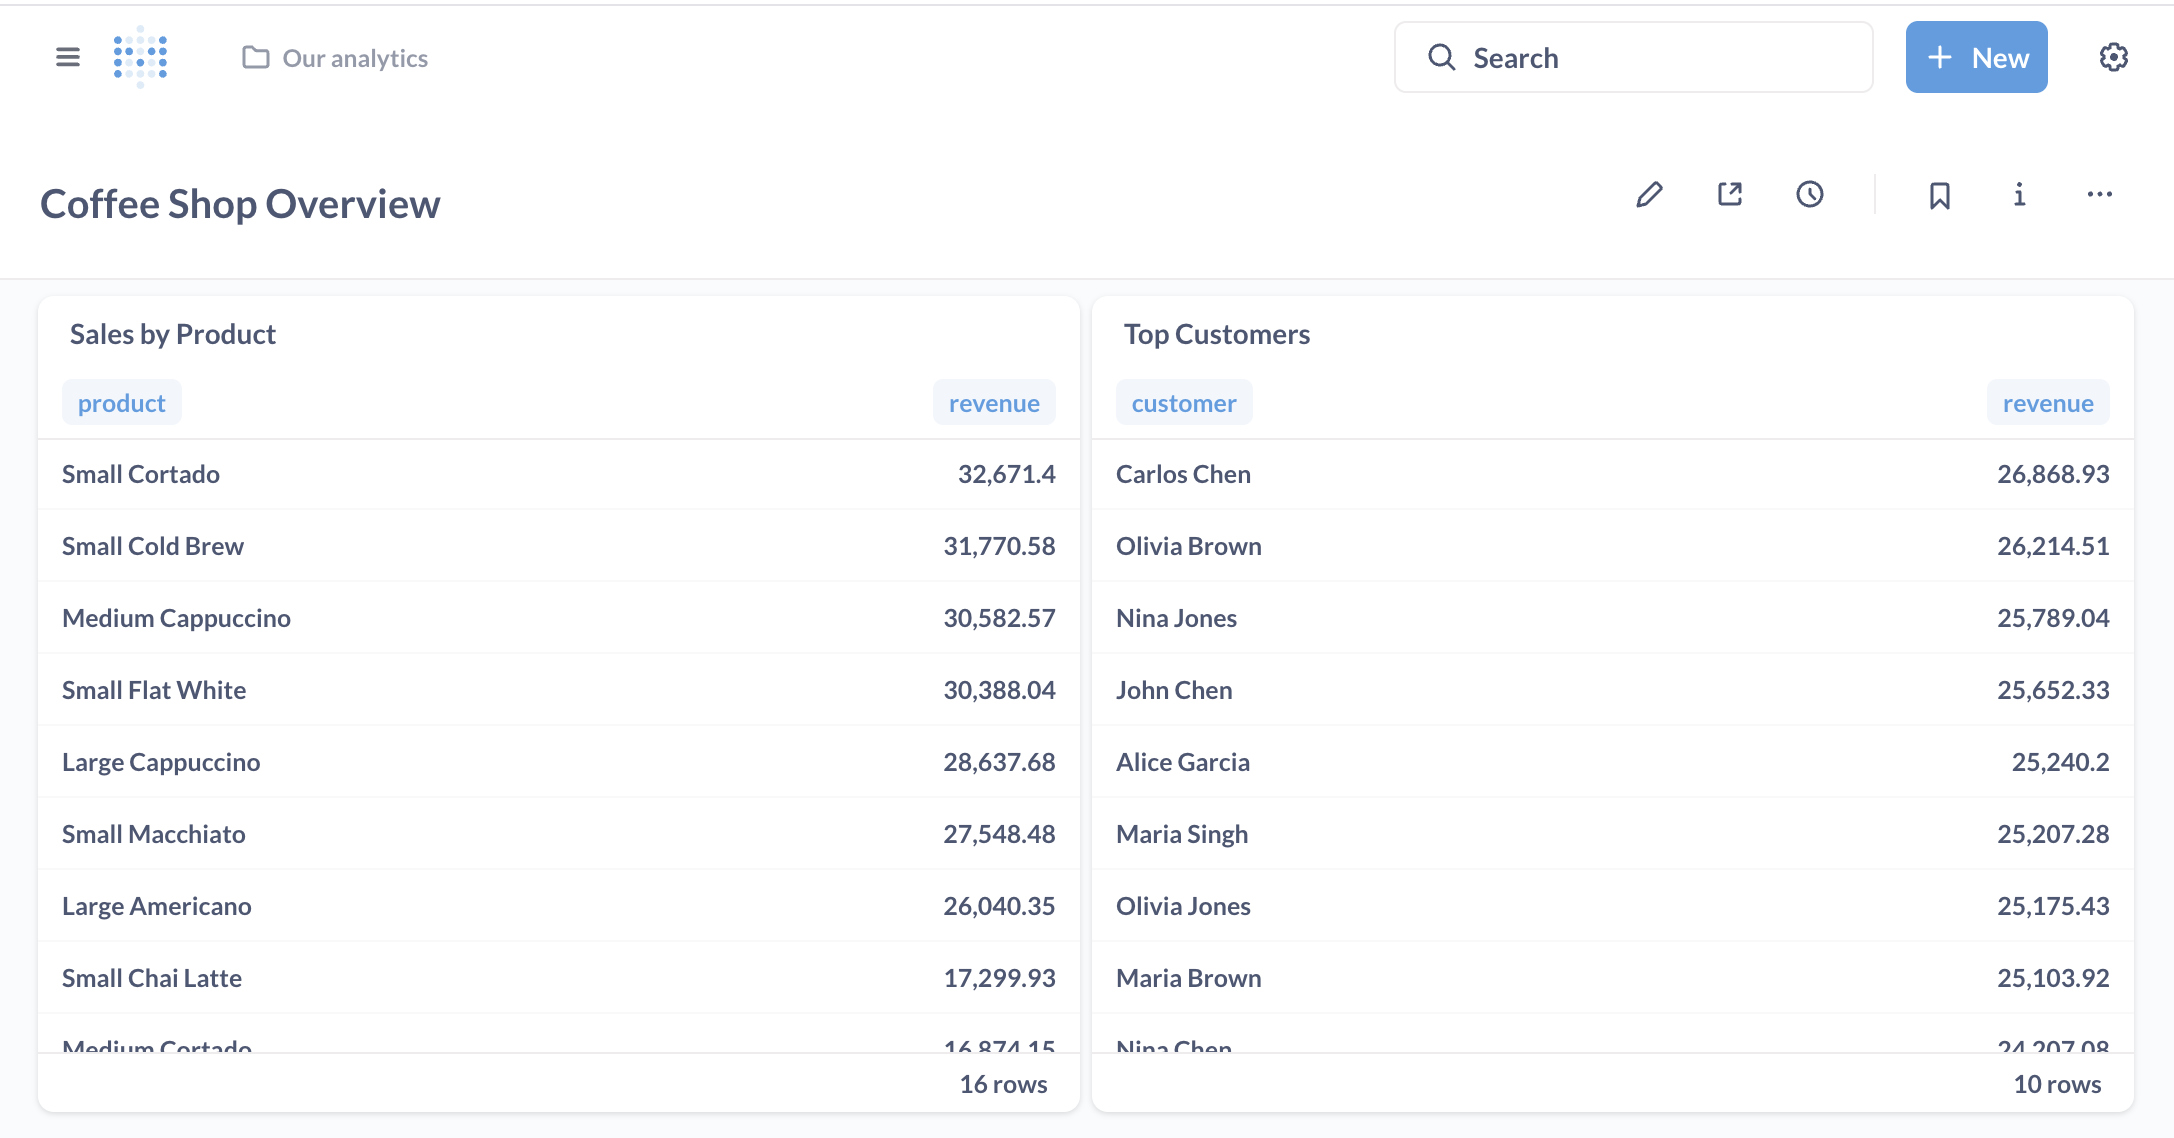 Our analytics
Search
+ New
Coffee Shop Overview
Sales by Product
product revenue
Small Cortado 32,671.4
Small Cold Brew 31,770.58
Medium Cappuccino 30,582.57
Small Flat White 30,388.04
Large Cappuccino 28,637.68
Small Macchiato 27,548.48
Large Americano 26,040.35
Small Chai Latte 17,299.93
Medium Cortado 16,874.15
16 rows
Top Customers
customer revenue
Carlos Chen 26,868.93
Olivia Brown 26,214.51
Nina Jones 25,789.04
John Chen 25,652.33
Alice Garcia 25,240.2
Maria Singh 25,207.28
Olivia Jones 25,175.43
Maria Brown 25,103.92
Nina Chen 24,207.08
10 rows